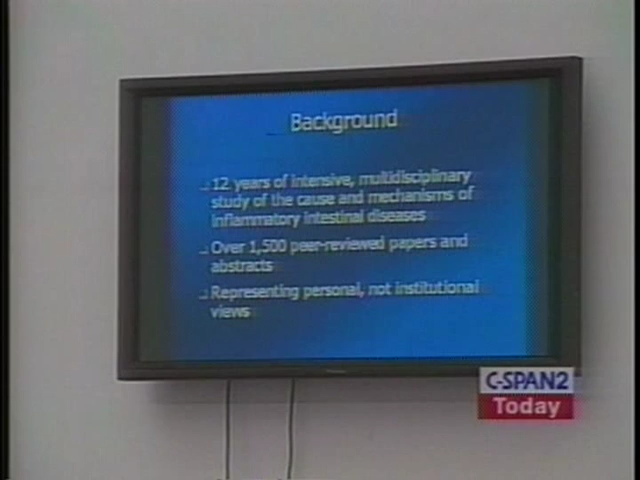 Background
12 years of intensive, multidisciplinary
study of the cause and mechanisms of
inflammatory intestinal diseases
Over 1,500 peer-reviewed papers and
abstracts
Representing personal, not institutional
views
C-SPAN2
Today